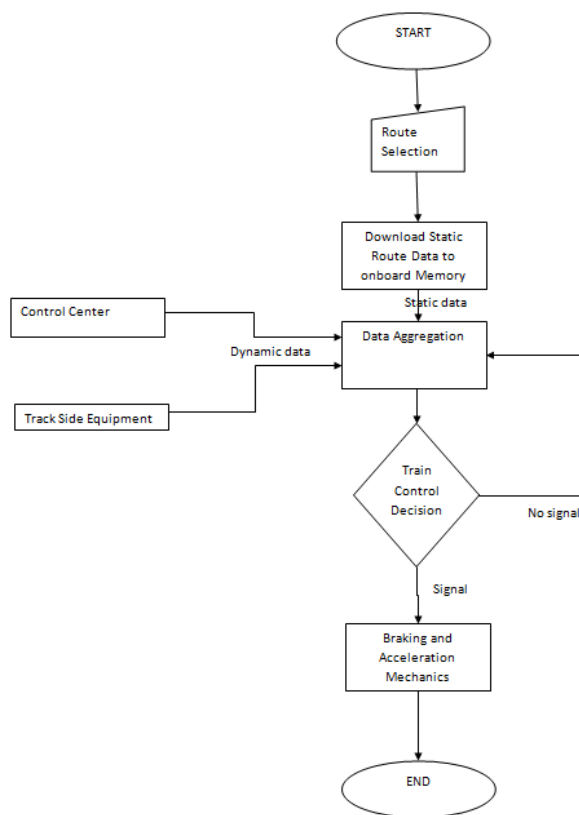 START
Route
Selection
Download Static
Route Data to
onboard Memory
Static data
Control Center
Data Aggregation
Dynamic data
Track Side Equipment
Train
Control
Decision
No signal
Signal
Braking and
Acceleration
Mechanics
END